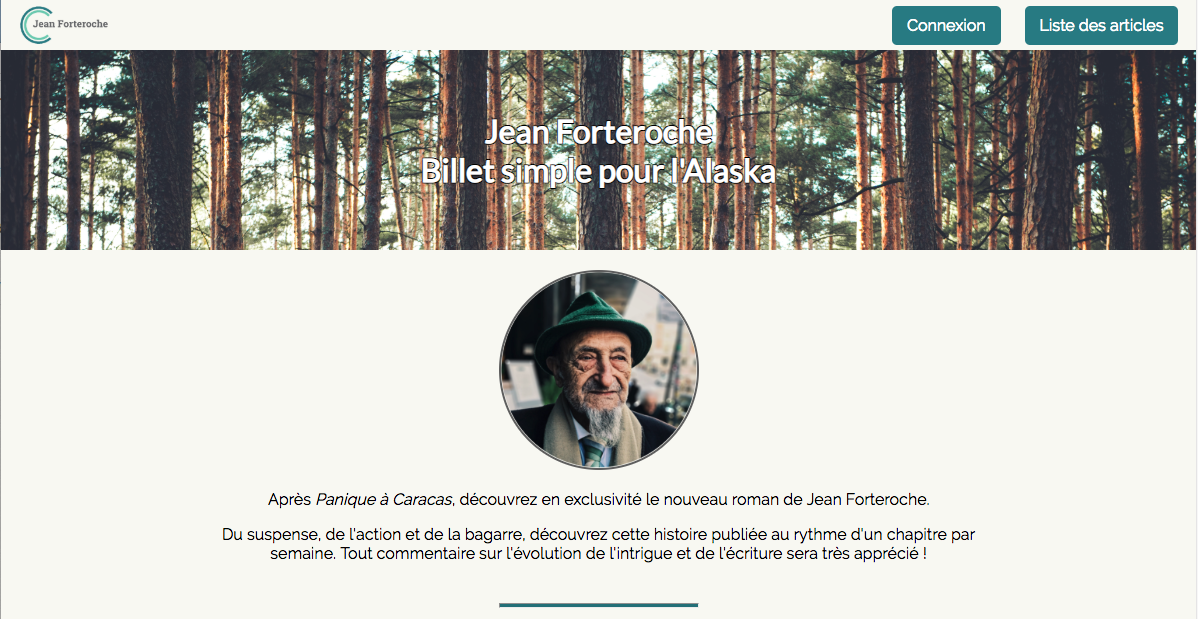 Jean Forteroche
Connexion
Liste des articles
Jean Forteroche
Billet simple pour l'Alaska
Après Panique à Caracas, découvrez en exclusivité le nouveau roman de Jean Forteroche.
Du suspense, de l'action et de la bagarre, découvrez cette histoire publiée au rythme d'un chapitre par
semaine. Tout commentaire sur l'évolution de l'intrigue et de l'écriture sera très apprécié !